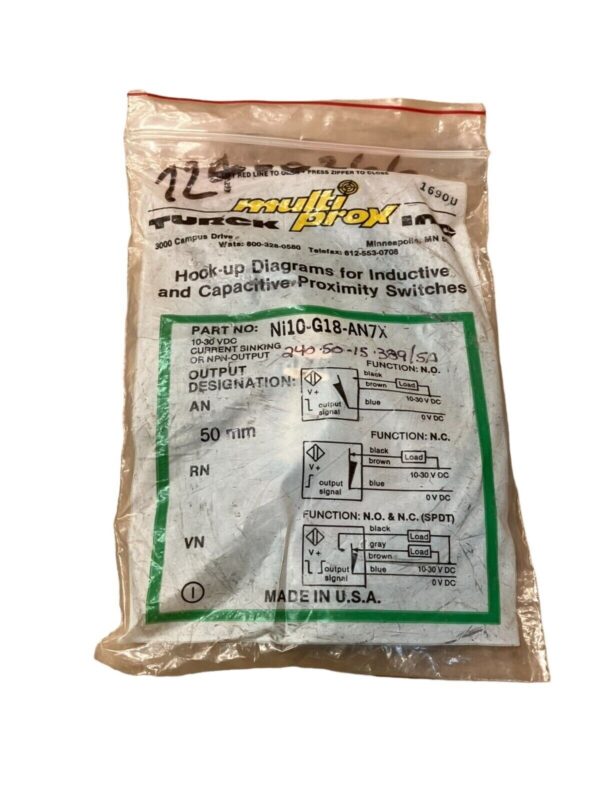 RED LINE TO • PRESS ZIPPER TO CLOSE
1690U
multi
prox
TURCK INC
3000 Campus Drive Minneapolis, MN
Wats: 800-328-0580 Telefax: 612-553-0708
Hook-up Diagrams for Inductive
and Capacitive Proximity Switches
PART NO: Ni10-G18-AN7X
10-30 VDC
CURRENT SINKING
OR NPN-OUTPUT
240-50-15-389/50
OUTPUT
DESIGNATION:
FUNCTION: N.O.
AN
V+
output
signal
black
brown
Load
blue
10-30 V DC
0 V DC
50 mm
FUNCTION: N.C.
RN
V+
output
signal
black
brown
Load
blue
10-30 V DC
0 V DC
FUNCTION: N.O. & N.C. (SPDT)
VN
V+
output
signal
black
gray
brown
blue
Load
Load
10-30 V DC
0 V DC
MADE IN U.S.A.